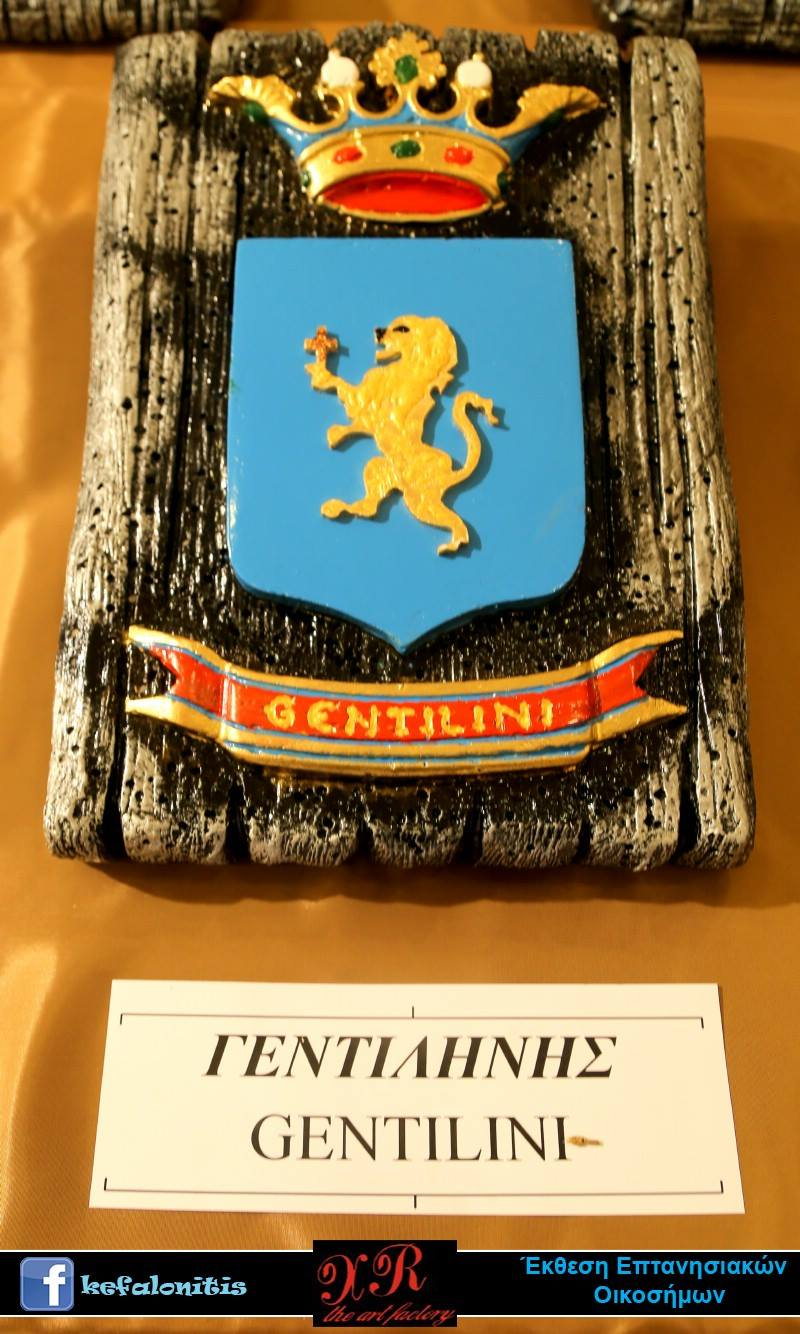 GENTILINI
ΓΕΝΤΙΛΗΝΗΣ
GENTILINI
f kefalonitis
XR
the art factory
Έκθεση Επτανησιακών
Οικοσήμων